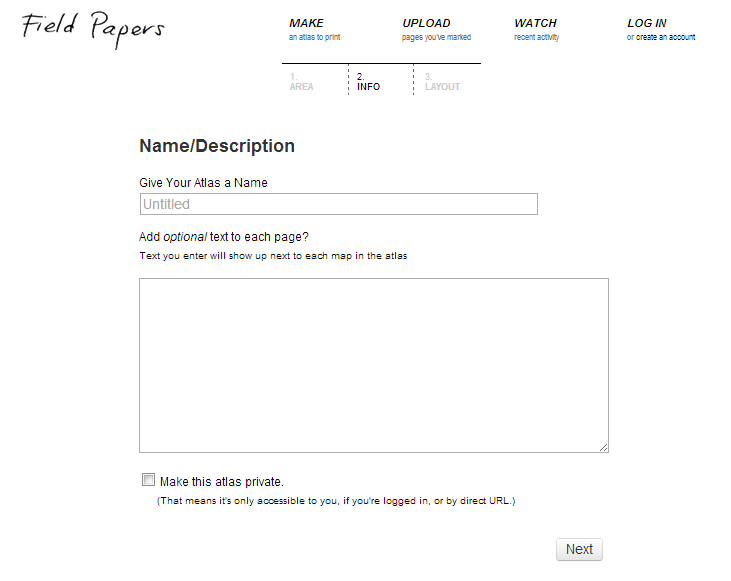 Field Papers
MAKE
an atlas to print
UPLOAD
pages you've marked
WATCH
recent activity
LOG IN
or create an account
1.
AREA
2.
INFO
3.
LAYOUT
Name/Description
Give Your Atlas a Name
Untitled
Add optional text to each page?
Text you enter will show up next to each map in the atlas
Make this atlas private.
(That means it's only accessible to you, if you're logged in, or by direct URL.)
Next